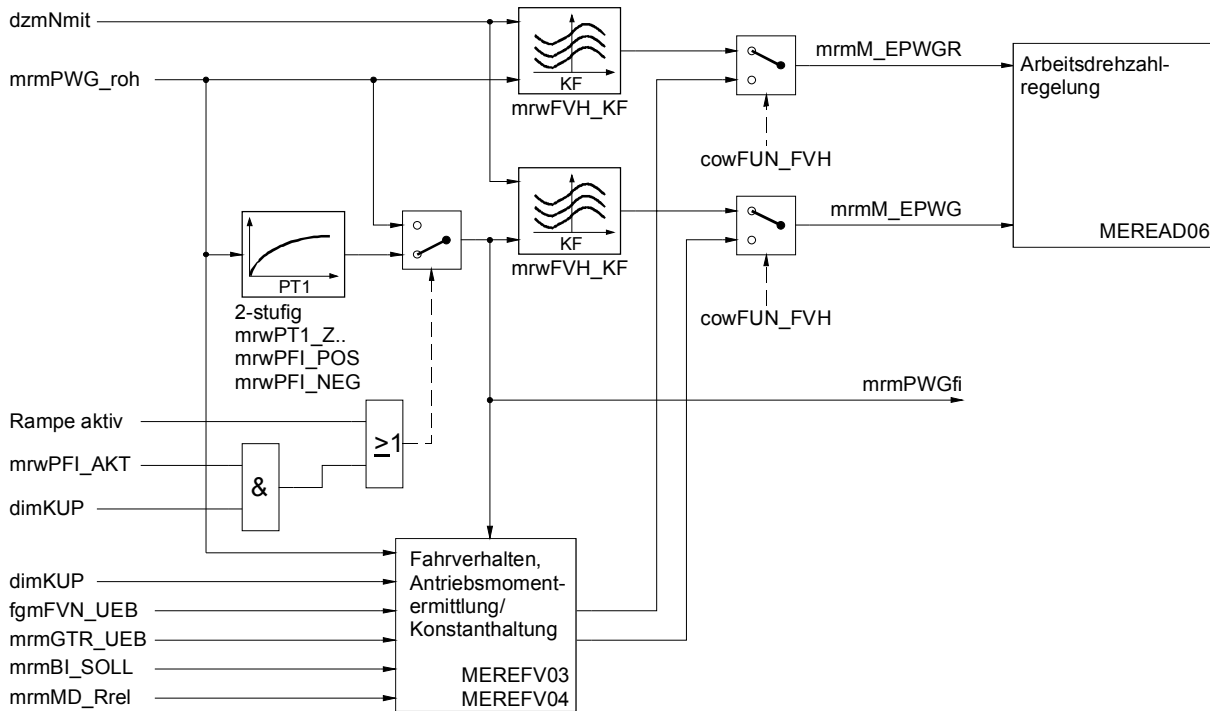 dzmNmit
mrmPWG_roh
KF
mrwFVH_KF
cowFUN_FVH
mrmM_EPWGR
Arbeitsdrehzahl-
regelung
MEREAD06
PT1
2-stufig
mrwPT1_Z..
mrwPFI_POS
mrwPFI_NEG
KF
mrwFVH_KF
cowFUN_FVH
mrmM_EPWG
mrmPWGfi
Rampe aktiv
mrwPFI_AKT
dimKUP
&
≥1
dimKUP
fgmFVN_UEB
mrmGTR_UEB
mrmBI_SOLL
mrmMD_Rrel
Fahrverhalten,
Antriebsmoment-
ermittlung/
Konstanthaltung
MEREFV03
MEREFV04